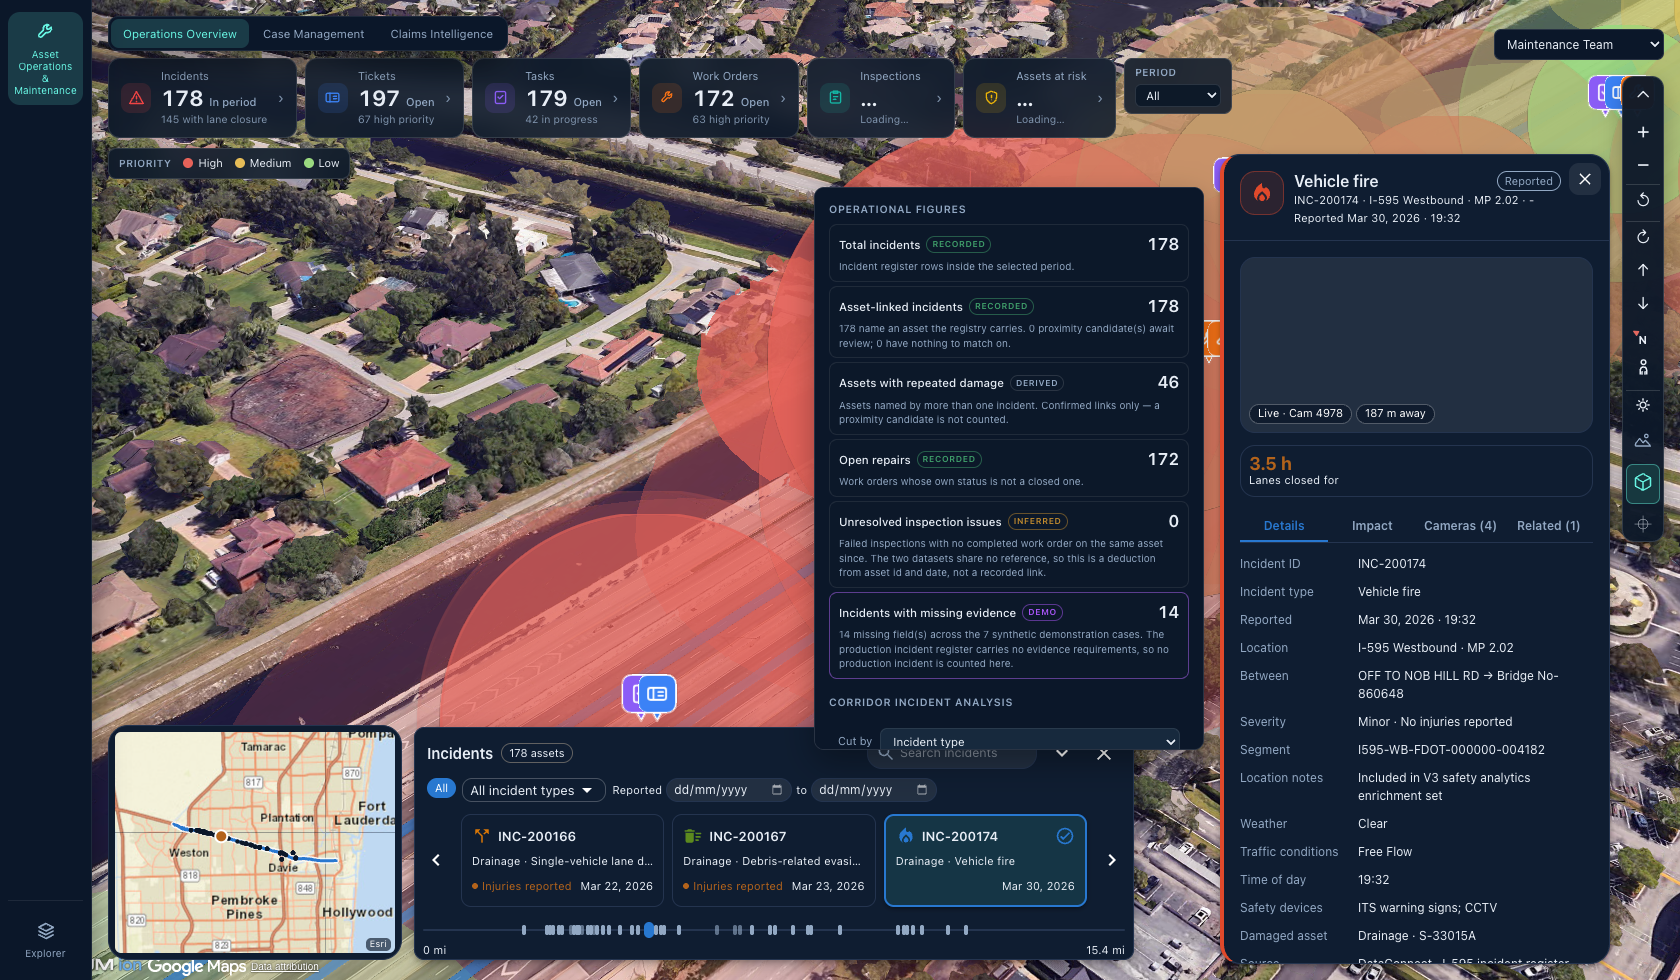 Asset
Operations
&
Maintenance
Operations Overview
Case Management
Claims Intelligence
Maintenance Team
Incidents
178 In period
145 with lane closure
Tickets
197 Open
67 high priority
Tasks
179 Open
42 in progress
Work Orders
172 Open
63 high priority
Inspections
...
Loading...
Assets at risk
...
Loading...
PERIOD
All
PRIORITY High Medium Low
OPERATIONAL FIGURES
Total incidents RECORDED 178
Incident register rows inside the selected period.
Asset-linked incidents RECORDED 178
178 name an asset the registry carries. 0 proximity candidate(s) await
review; 0 have nothing to match on.
Assets with repeated damage DERIVED 46
Assets named by more than one incident. Confirmed links only — a
proximity candidate is not counted.
Open repairs RECORDED 172
Work orders whose own status is not a closed one.
Unresolved inspection issues INFERRED 0
Failed inspections with no completed work order on the same asset
since. The two datasets share no reference, so this is a deduction
from asset id and date, not a recorded link.
Incidents with missing evidence DEMO 14
14 missing field(s) across the 7 synthetic demonstration cases. The
production incident register carries no evidence requirements, so no
production incident is counted here.
CORRIDOR INCIDENT ANALYSIS
Cut by Incident type
Vehicle fire Reported
INC-200174 · I-595 Westbound · MP 2.02 · -
Reported Mar 30, 2026 · 19:32
Live · Cam 4978
187 m away
3.5 h
Lanes closed for
Details
Impact
Cameras (4)
Related (1)
Incident ID INC-200174
Incident type Vehicle fire
Reported Mar 30, 2026 · 19:32
Location I-595 Westbound · MP 2.02
Between OFF TO NOB HILL RD → Bridge No-
860648
Severity Minor · No injuries reported
Segment I595-WB-FDOT-000000-004182
Location notes Included in V3 safety analytics
enrichment set
Weather Clear
Traffic conditions Free Flow
Time of day 19:32
Safety devices ITS warning signs; CCTV
Damaged asset Drainage · S-33015A
Source DataConnect · I-595 incident register
N
Incidents 178 assets
Search incidents
All
All incident types
Reported dd/mm/yyyy to dd/mm/yyyy
INC-200166
Drainage · Single-vehicle lane d...
Injuries reported Mar 22, 2026
INC-200167
Drainage · Debris-related evasi...
Injuries reported Mar 23, 2026
INC-200174
Drainage · Vehicle fire
Mar 30, 2026
0 mi
15.4 mi
Pompa
Tamarac
817
870
Fort
Lauderda
Plantation
Weston
Davie
818
848
Pembroke
Pines
Hollywood
820
823
Esri
Explorer
Google Maps
Data attribution